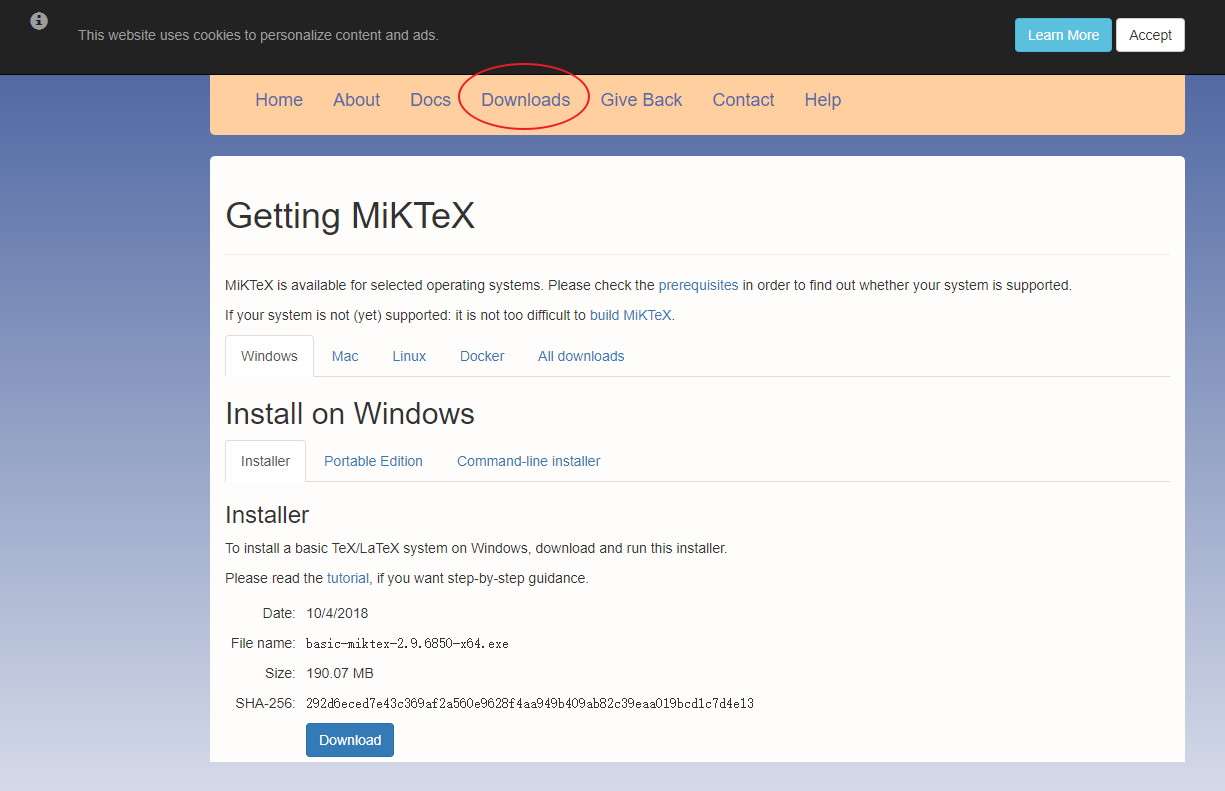 This website uses cookies to personalize content and ads.
Learn More
Accept
Home About Docs Downloads Give Back Contact Help
Getting MiKTeX
MiKTeX is available for selected operating systems. Please check the prerequisites in order to find out whether your system is supported.
If your system is not (yet) supported: it is not too difficult to build MiKTeX.
Windows Mac Linux Docker All downloads
Install on Windows
Installer Portable Edition Command-line installer
Installer
To install a basic TeX/LaTeX system on Windows, download and run this installer.
Please read the tutorial, if you want step-by-step guidance.
Date: 10/4/2018
File name: basic-miktex-2.9.6850-x64.exe
Size: 190.07 MB
SHA-256: 292d6eced7e43c369af2a560e9628f4aa949b409ab82c39eaa019bcd1c7d4e13
Download